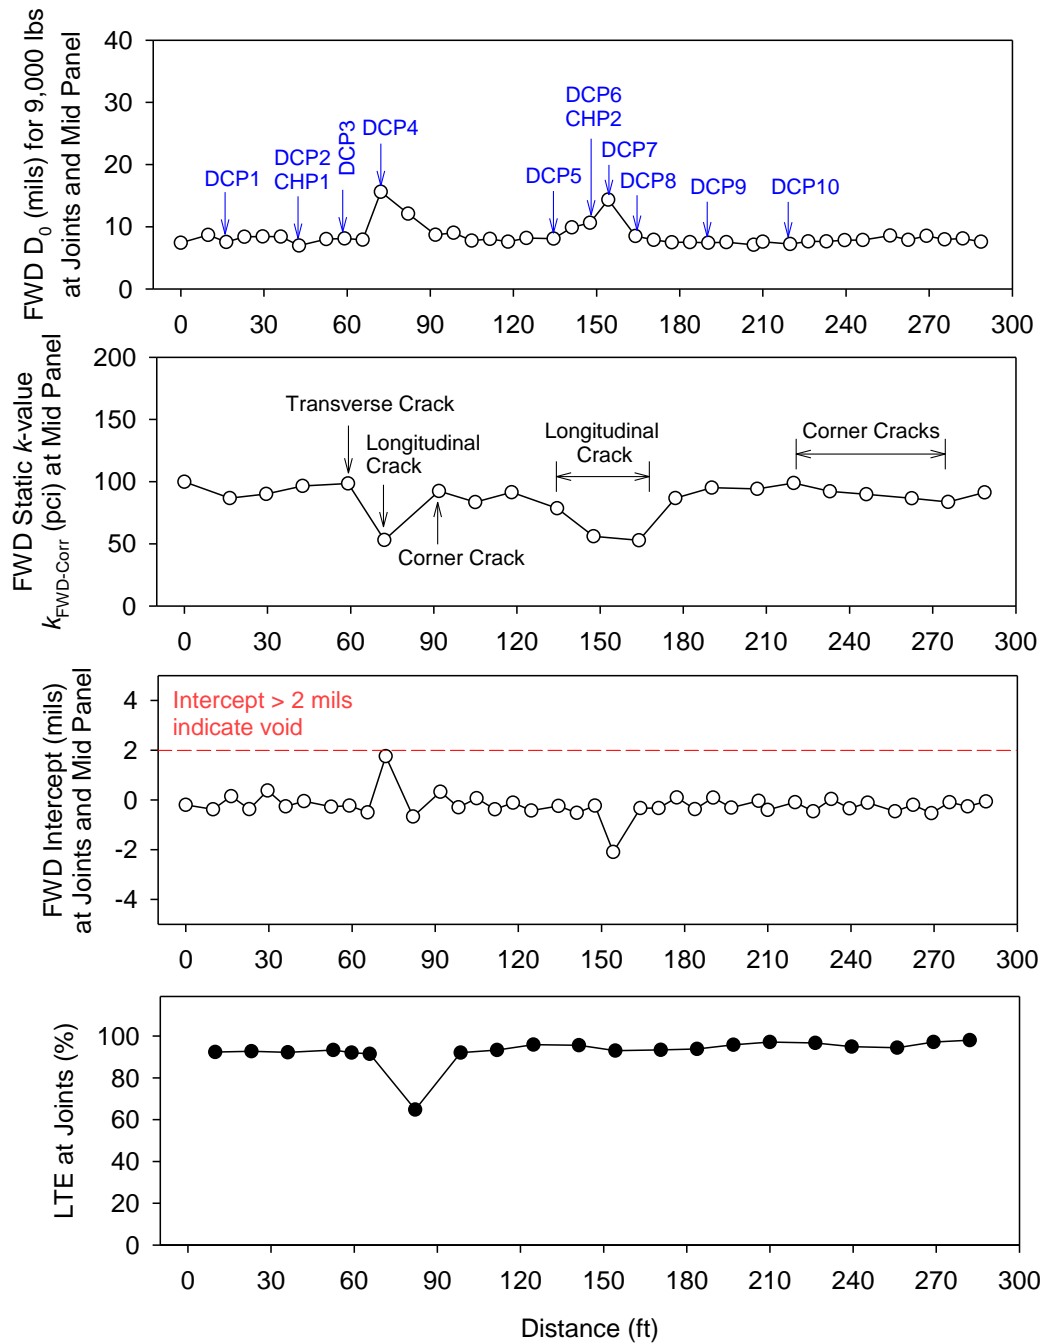 FWD D0 (mils) for 9,000 lbs
at Joints and Mid Panel
40
30
20
10
0
DCP1
DCP2
CHP1
DCP3
DCP4
DCP5
DCP6
CHP2
DCP7
DCP8
DCP9
DCP10
0 30 60 90 120 150 180 210 240 270 300
FWD Static k-value
kFWD-Corr (pci) at Mid Panel
200
150
100
50
0
Transverse Crack
Longitudinal
Crack
Corner Crack
Longitudinal
Crack
Corner Cracks
0 30 60 90 120 150 180 210 240 270 300
FWD Intercept (mils)
at Joints and Mid Panel
4
2
0
-2
-4
Intercept > 2 mils
indicate void
0 30 60 90 120 150 180 210 240 270 300
LTE at Joints (%)
100
80
60
40
20
0
0 30 60 90 120 150 180 210 240 270 300
Distance (ft)